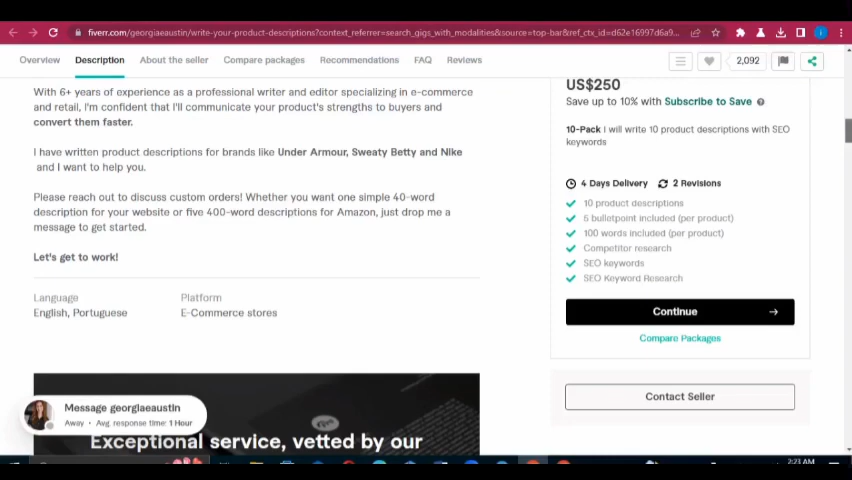 fiverr.com/georgiaeaustin/write-your-product-descriptions?context_referrer=search_gigs_with_modalities&source=top-bar&ref_ctx_id=d62e16997d6a9...
Overview Description About the seller Compare packages Recommendations FAQ Reviews 2,092
With 6+ years of experience as a professional writer and editor specializing in e-commerce
and retail, I'm confident that I'll communicate your product's strengths to buyers and
convert them faster.
I have written product descriptions for brands like Under Armour, Sweaty Betty and Nike
and I want to help you.
Please reach out to discuss custom orders! Whether you want one simple 40-word
description for your website or five 400-word descriptions for Amazon, just drop me a
message to get started.
Let's get to work!
Language Platform
English, Portuguese E-Commerce stores
Exceptional service, vetted by our
Message georgiaeaustin
Away • Avg. response time: 1 Hour
US$250
Save up to 10% with Subscribe to Save
10-Pack I will write 10 product descriptions with SEO
keywords
4 Days Delivery 2 Revisions
10 product descriptions
5 bulletpoint included (per product)
100 words included (per product)
Competitor research
SEO keywords
SEO Keyword Research
Continue →
Compare Packages
Contact Seller
2:23 AM